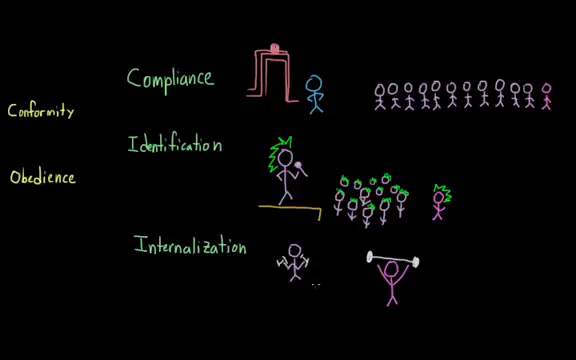 Compliance
Conformity
Identification
Obedience
Internalization